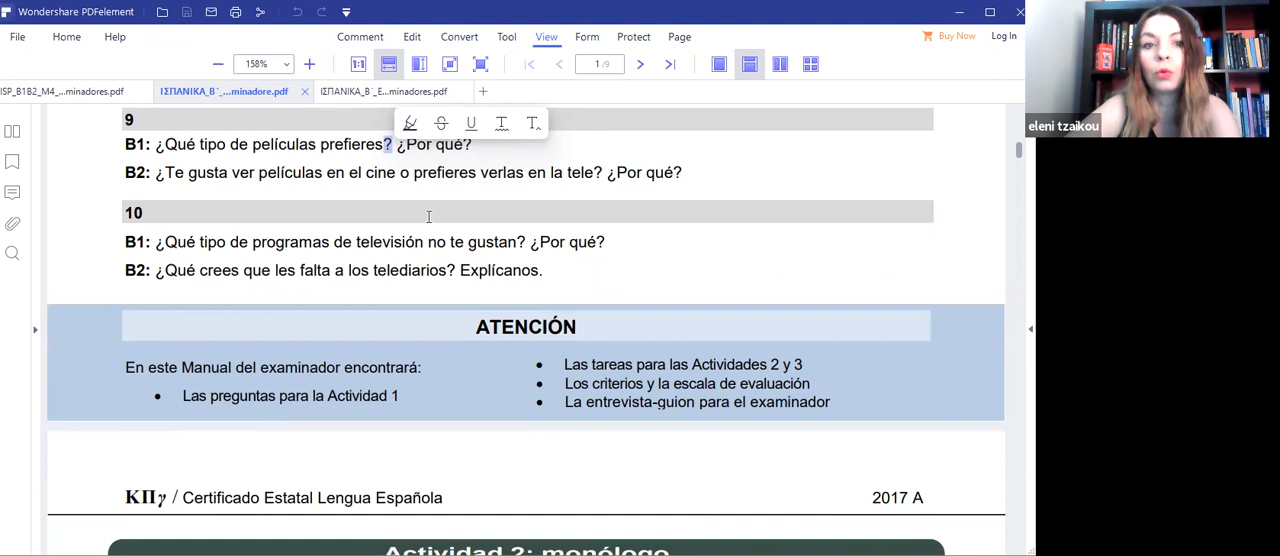 Wondershare PDFelement
File Home Help Comment Edit Convert Tool View Form Protect Page Buy Now Log In
158% 1:1 1 /9
ISP_B1B2_M4_...minadores.pdf ΙΣΠΑΝΙΚΑ_Β΄_...minadore.pdf ΙΣΠΑΝΙΚΑ_Β΄_Ε...minadores.pdf
eleni tzaikou
9
B1: ¿Qué tipo de películas prefieres? ¿Por qué?
B2: ¿Te gusta ver películas en el cine o prefieres verlas en la tele? ¿Por qué?
10
B1: ¿Qué tipo de programas de televisión no te gustan? ¿Por qué?
B2: ¿Qué crees que les falta a los telediarios? Explícanos.
ATENCIÓN
En este Manual del examinador encontrará:
• Las preguntas para la Actividad 1
• Las tareas para las Actividades 2 y 3
• Los criterios y la escala de evaluación
• La entrevista-guion para el examinador
ΚΠγ / Certificado Estatal Lengua Española 2017 A
Actividad 2: monólogo